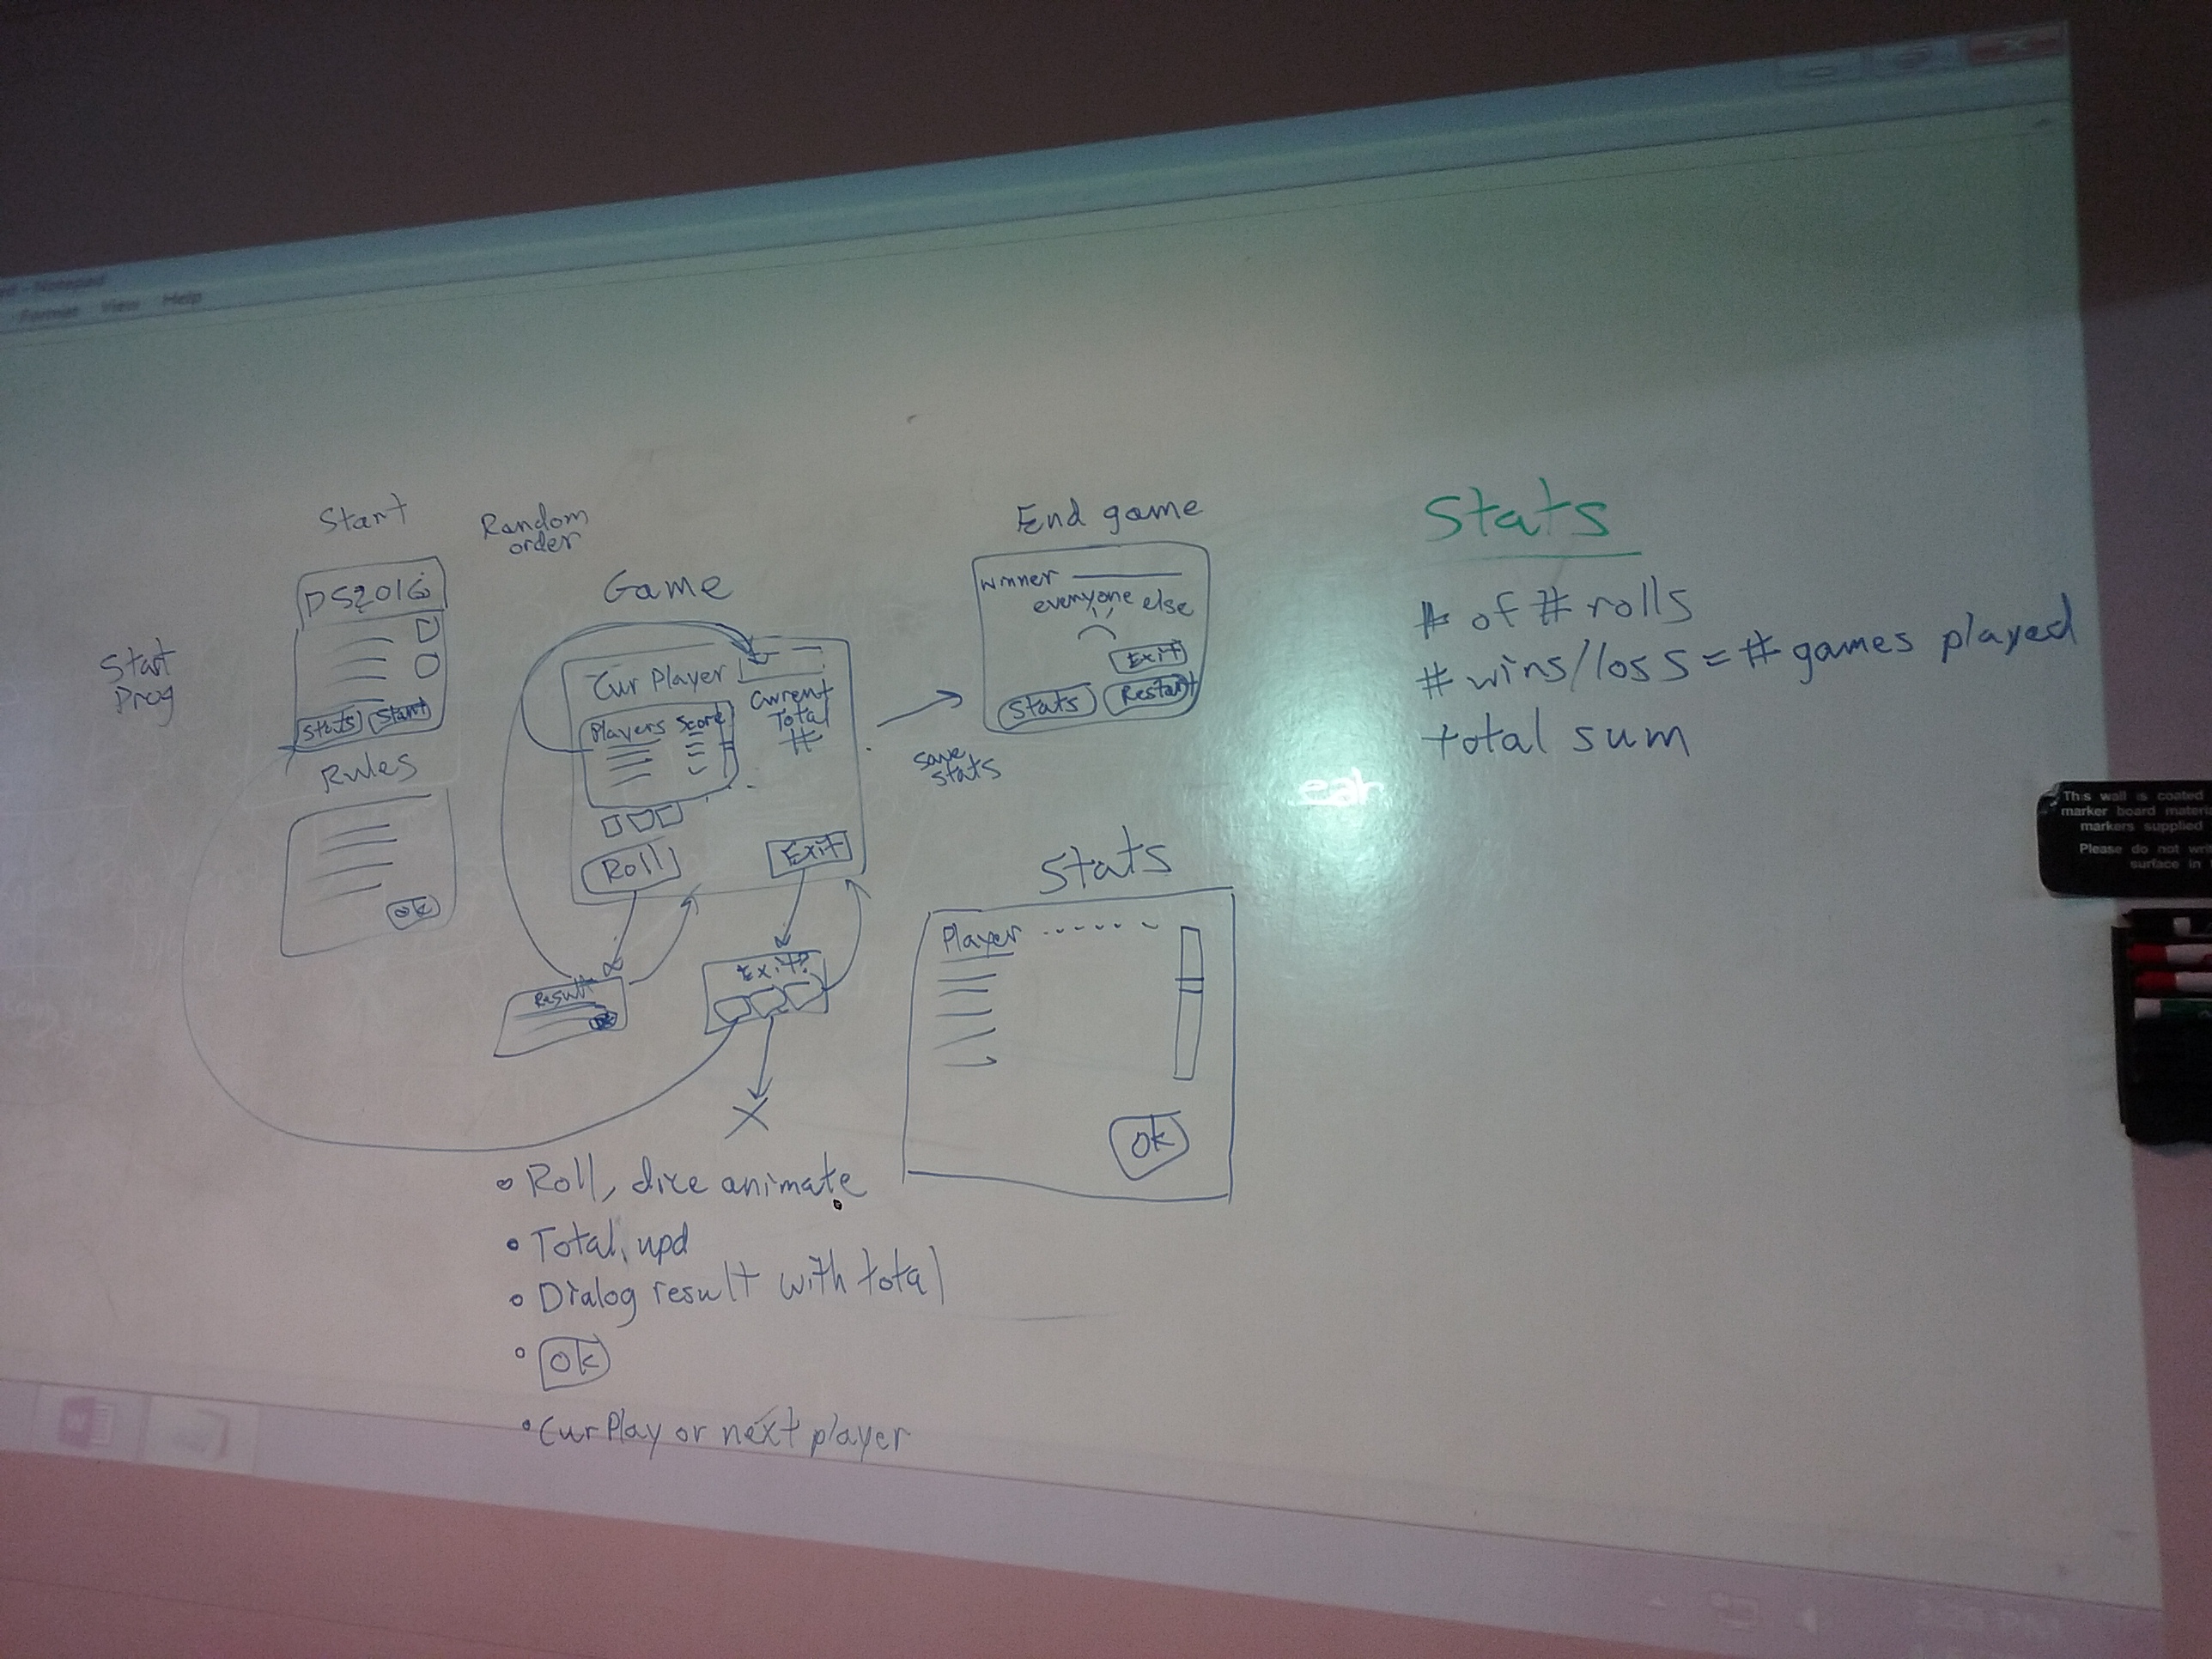 Notepad
Format View Help
Start
Random
order
End game
Stats
DS2016
Game
winner
everyone else
# of # rolls
Start
Prog
Cur Player
Exit
# wins/loss = # games played
Stats Start
Players Score
Current
Total
#
Stats Restart
total sum
Rules
save
stats
Roll
Exit
Stats
ok
Player
Result
Exit?
OK
• Roll, dice animate
• Total, upd
• Dialog result with total
• OK
• Cur Play or next player
This wall is coated
marker board
markers supplied
Please do not
surface in